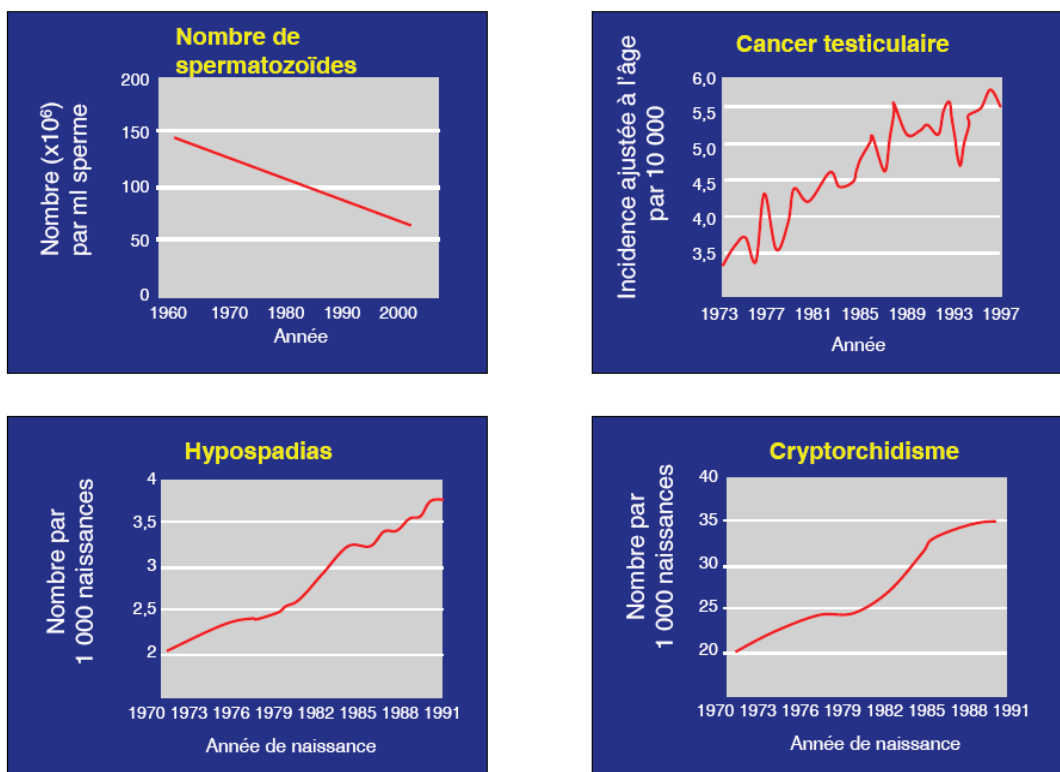 Nombre de
spermatozoïdes
Nombre (x10⁶)
par ml sperme
200
150
100
50
0
1960 1970 1980 1990 2000
Année
Cancer testiculaire
Incidence ajustée à l'âge
par 10 000
6,0
5,5
5,0
4,5
4,0
3,5
1973 1977 1981 1985 1989 1993 1997
Année
Hypospadias
Nombre par
1 000 naissances
4
3,5
3
2,5
2
1970 1973 1976 1979 1982 1985 1988 1991
Année de naissance
Cryptorchidisme
Nombre par
1 000 naissances
40
35
30
25
20
1970 1973 1976 1979 1982 1985 1988 1991
Année de naissance